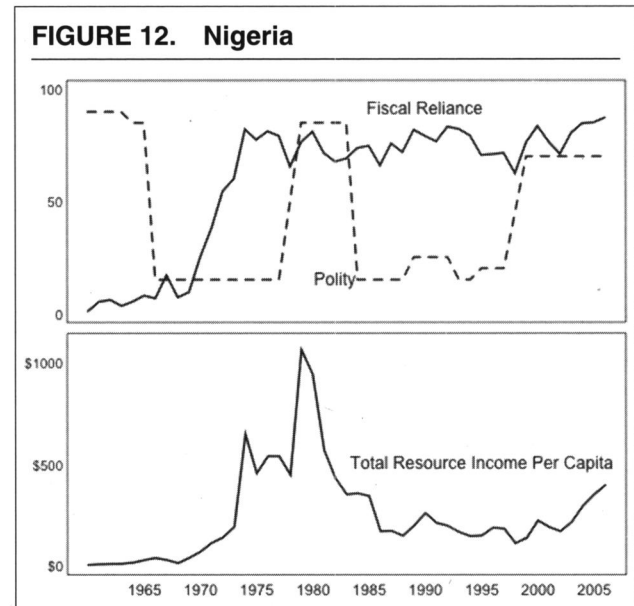 FIGURE 12. Nigeria
100
Fiscal Reliance
50
Polity
0
$1000
$500
Total Resource Income Per Capita
$0
1965 1970 1975 1980 1985 1990 1995 2000 2005